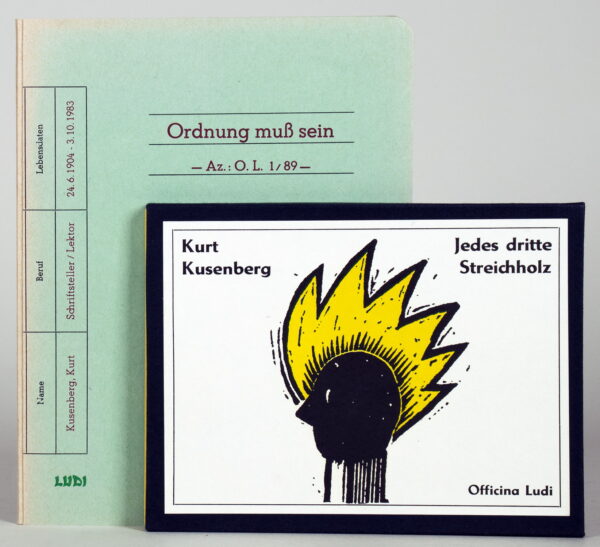 Ordnung muß sein
— Az.: O. L. 1/89 —
Lebensdaten
24.6.1904 - 3.10.1983
Beruf
Schriftsteller / Lektor
Name
Kusenberg, Kurt
LUDI
Kurt
Kusenberg
Jedes dritte
Streichholz
Officina Ludi